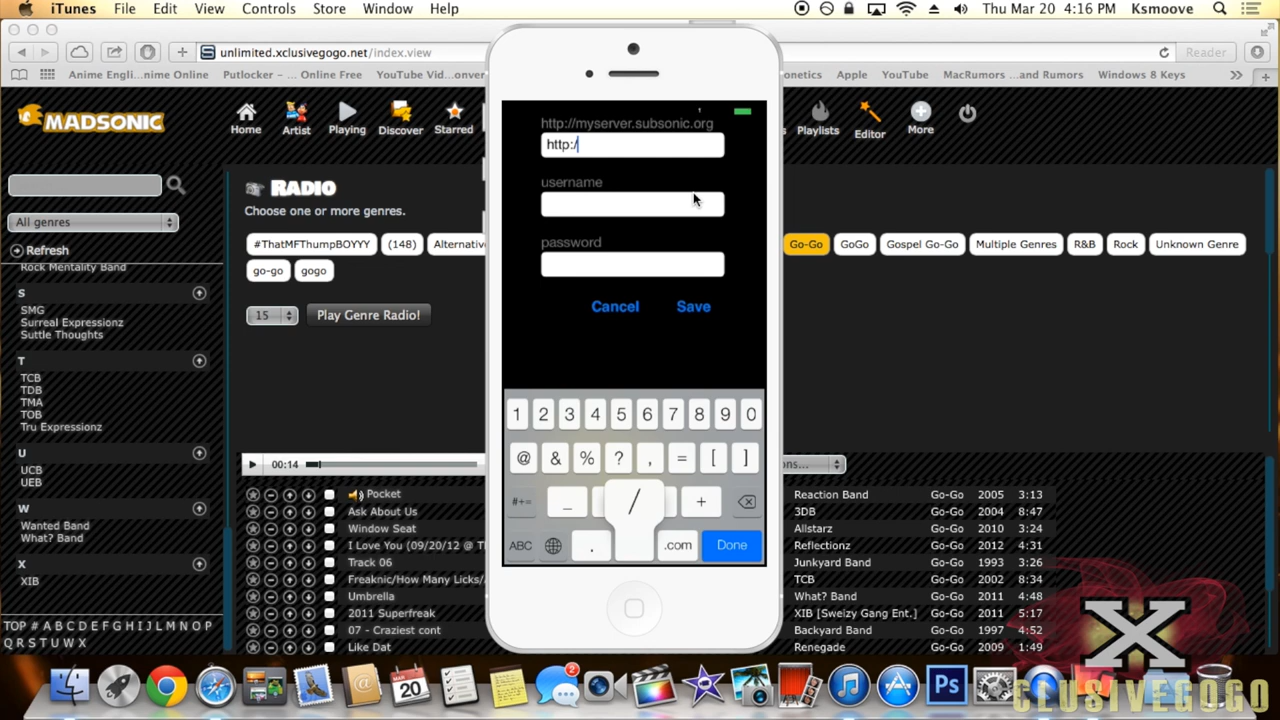 iTunes File Edit View Controls Store Window Help
Thu Mar 20 4:16 PM Ksmoove
unlimited.xclusivegogo.net/index.view
Reader
Anime Engli...nime Online Putlocker – ... Online Free YouTube Vid...onver
onetics Apple YouTube MacRumors ...and Rumors Windows 8 Keys
MADSONIC
Home Artist Playing Discover Starred
Playlists Editor More
All genres
Refresh
Rock Mentality Band
S
SMG
Surreal Expressionz
Suttle Thoughts
T
TCB
TDB
TMA
TOB
Tru Expressionz
U
UCB
UEB
W
Wanted Band
What? Band
X
XIB
TOP # A B C D E F G H I J L M N O P
Q R S T U W X
RADIO
Choose one or more genres.
#ThatMFThumpBOYYY (148) Alternative
Go-Go GoGo Gospel Go-Go Multiple Genres R&B Rock Unknown Genre
go-go gogo
15 Play Genre Radio!
http://myserver.subsonic.org
http:/
username
password
Cancel Save
1 2 3 4 5 6 7 8 9 0
@ & % ? , = [ ]
#+= _ / +
ABC . .com Done
00:14
ons...
Pocket Reaction Band Go-Go 2005 3:13
Ask About Us 3DB Go-Go 2004 8:47
Window Seat Allstarz Go-Go 2010 3:24
I Love You (09/20/12 @ T Reflectionz Go-Go 2012 4:31
Track 06 Junkyard Band Go-Go 1993 3:26
Freaknic/How Many Licks/ TCB Go-Go 2002 8:34
Umbrella What? Band Go-Go 2011 4:48
2011 Superfreak XIB [Sweizy Gang Ent.] Go-Go 2011 5:17
07 - Craziest cont Backyard Band Go-Go 1997 4:52
Like Dat Renegade Go-Go 2009 1:49
MAR
20
2
Ps
X
CLUSIVEGOGO